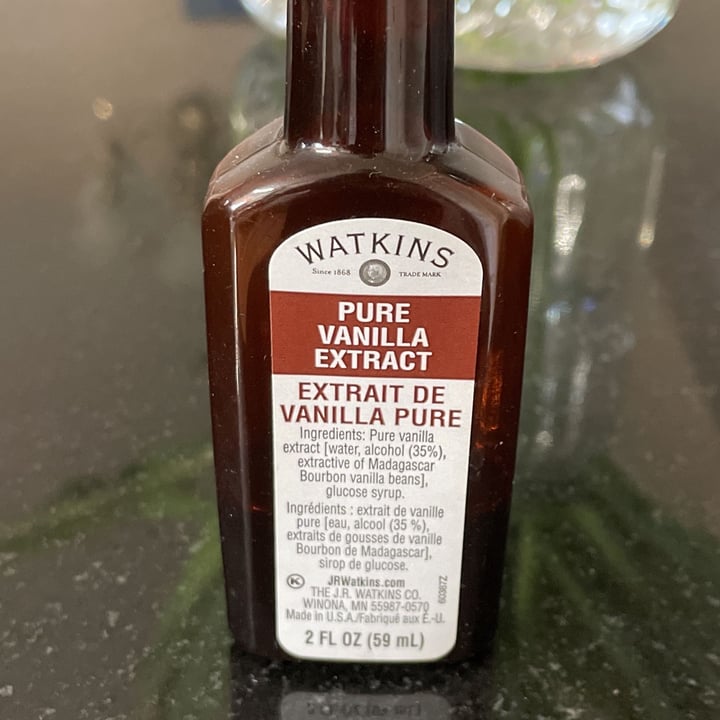 WATKINS
Since 1868 TRADE MARK
PURE
VANILLA
EXTRACT
EXTRAIT DE
VANILLA PURE
Ingredients: Pure vanilla
extract [water, alcohol (35%),
extractive of Madagascar
Bourbon vanilla beans],
glucose syrup.
Ingrédients : extrait de vanille
pure [eau, alcool (35 %),
extraits de gousses de vanille
Bourbon de Madagascar],
sirop de glucose.
K JRWatkins.com
THE J.R. WATKINS CO.
WINONA, MN 55987-0570
Made in U.S.A./Fabriqué aux É.-U.
2 FL OZ (59 mL)